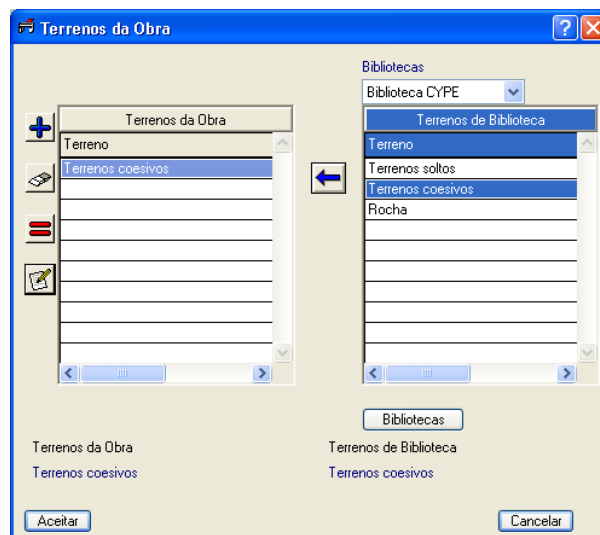 Terrenos da Obra
Bibliotecas
Biblioteca CYPE
Terrenos da Obra
Terreno
Terrenos coesivos
Terrenos de Biblioteca
Terreno
Terrenos soltos
Terrenos coesivos
Rocha
Bibliotecas
Terrenos da Obra
Terrenos coesivos
Terrenos de Biblioteca
Terrenos coesivos
Aceitar
Cancelar